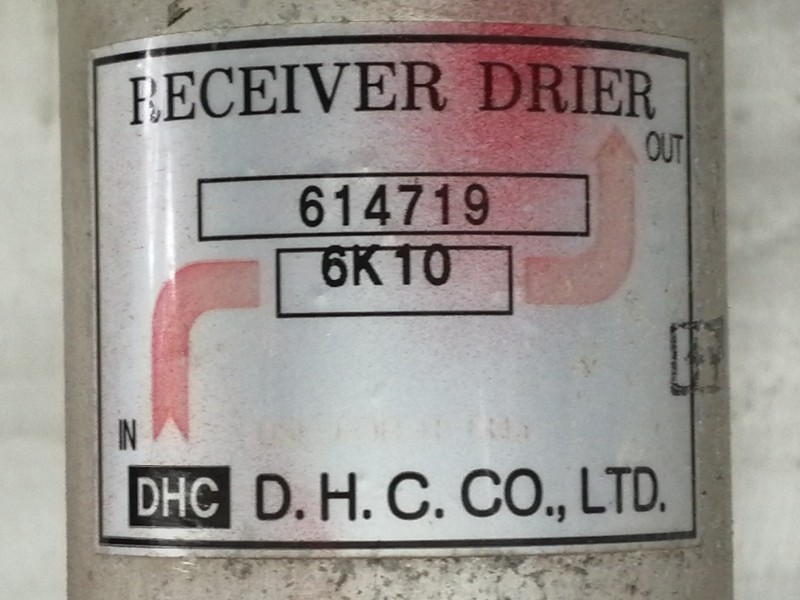 RECEIVER DRIER
OUT
614719
6K10
IN
DHC D. H. C. CO., LTD.